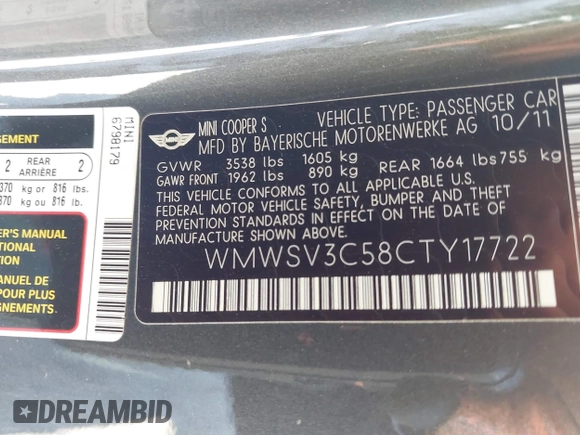 GEMENT
2 REAR ARRIÈRE 2
370 kg or 816 lbs.
370 kg ou 816 lb.
R'S MANUAL
TIONAL
MATION
MANUEL DE
POUR PLUS
GNEMENTS
MINI
6798179
MINI COOPER S VEHICLE TYPE: PASSENGER CAR
MFD BY BAYERISCHE MOTORENWERKE AG 10/11
GVWR 3538 lbs 1605 kg
GAWR FRONT 1962 lbs 890 kg REAR 1664 lbs 755 kg
THIS VEHICLE CONFORMS TO ALL APPLICABLE
FEDERAL MOTOR VEHICLE SAFETY, BUMPER AND THEFT
PREVENTION STANDARDS IN EFFECT ON THE DATE OF
MANUFACTURE SHOWN ABOVE.
WMWSV3C58CTY17722
DREAMBID